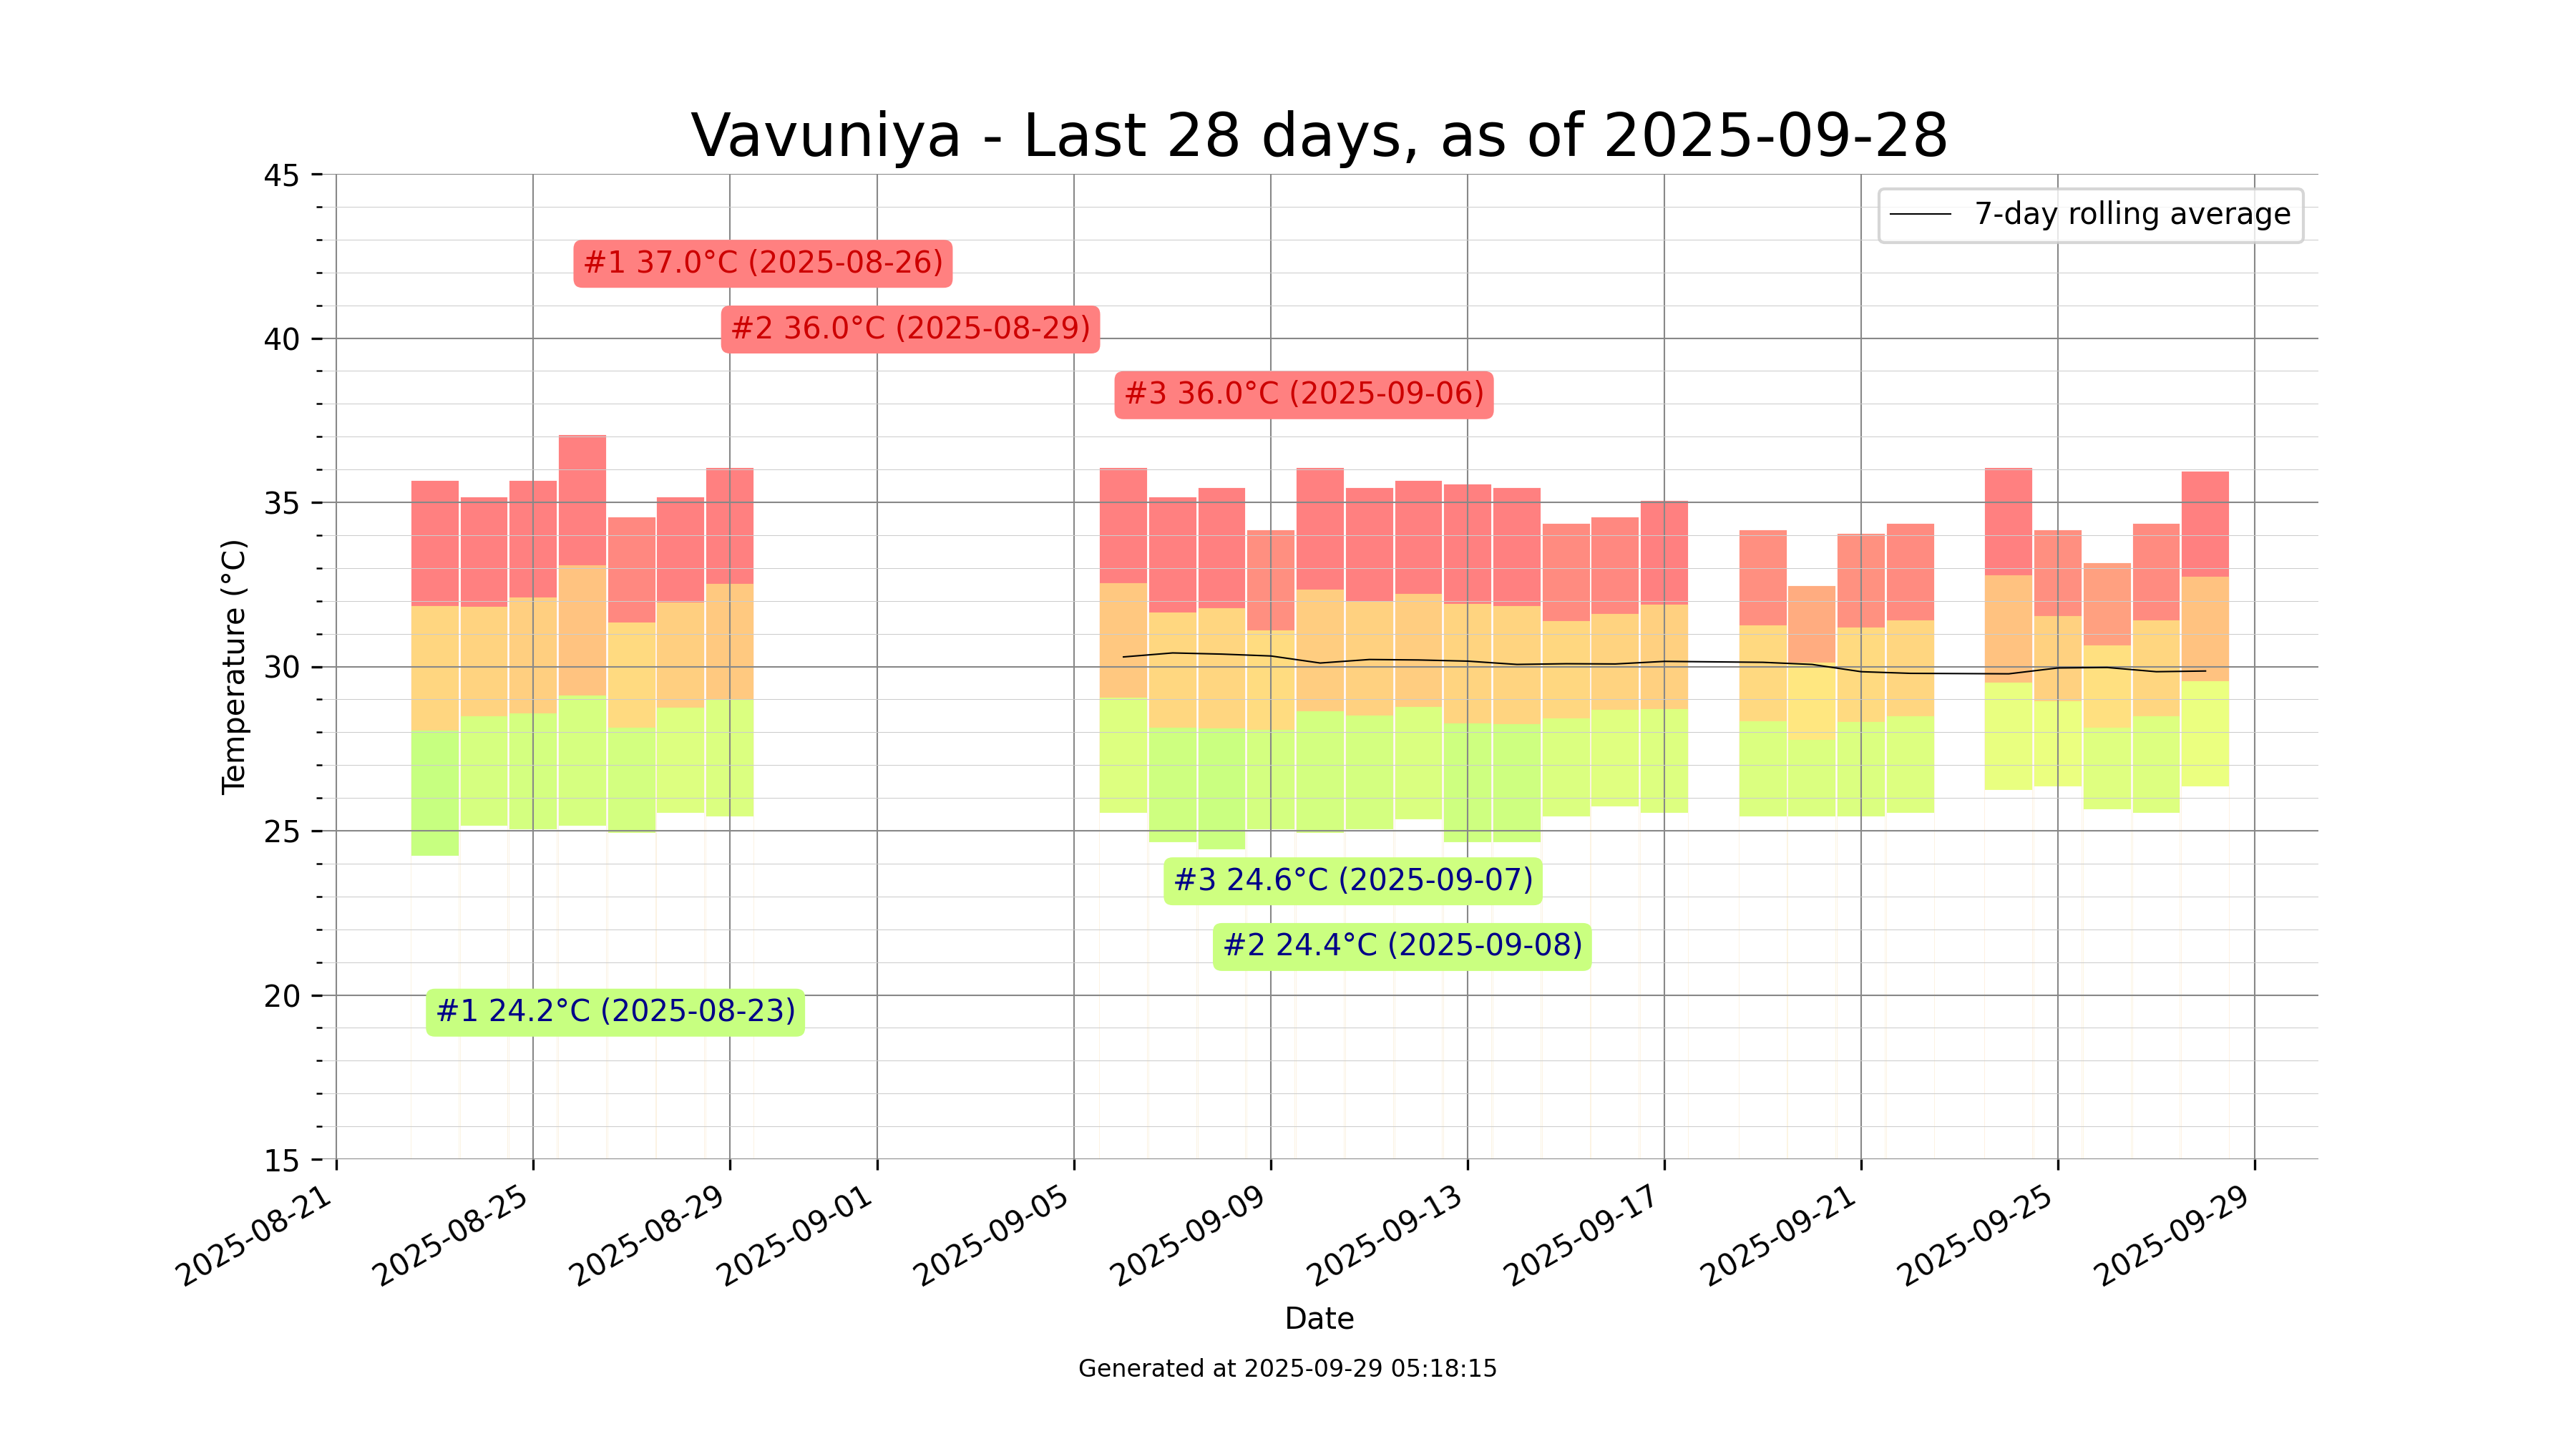 Vavuniya - Last 28 days, as of 2025-09-28
45
40
35
30
25
20
15
Temperature (°C)
7-day rolling average
#1 37.0°C (2025-08-26)
#2 36.0°C (2025-08-29)
#3 36.0°C (2025-09-06)
#3 24.6°C (2025-09-07)
#2 24.4°C (2025-09-08)
#1 24.2°C (2025-08-23)
2025-08-21
2025-08-25
2025-08-29
2025-09-01
2025-09-05
2025-09-09
2025-09-13
2025-09-17
2025-09-21
2025-09-25
2025-09-29
Date
Generated at 2025-09-29 05:18:15